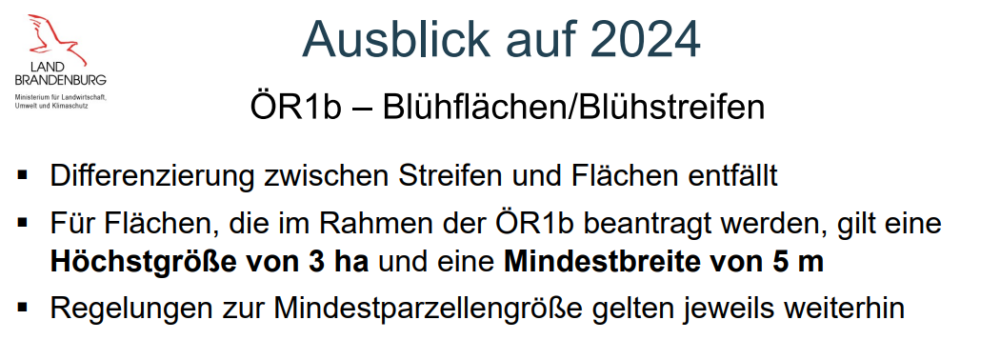 Ausblick auf 2024
LAND
BRANDENBURG
Ministerium für Landwirtschaft,
Umwelt und Klimaschutz
ÖR1b – Blühflächen/Blühstreifen
▪ Differenzierung zwischen Streifen und Flächen entfällt
▪ Für Flächen, die im Rahmen der ÖR1b beantragt werden, gilt eine
Höchstgröße von 3 ha und eine Mindestbreite von 5 m
▪ Regelungen zur Mindestparzellengröße gelten jeweils weiterhin